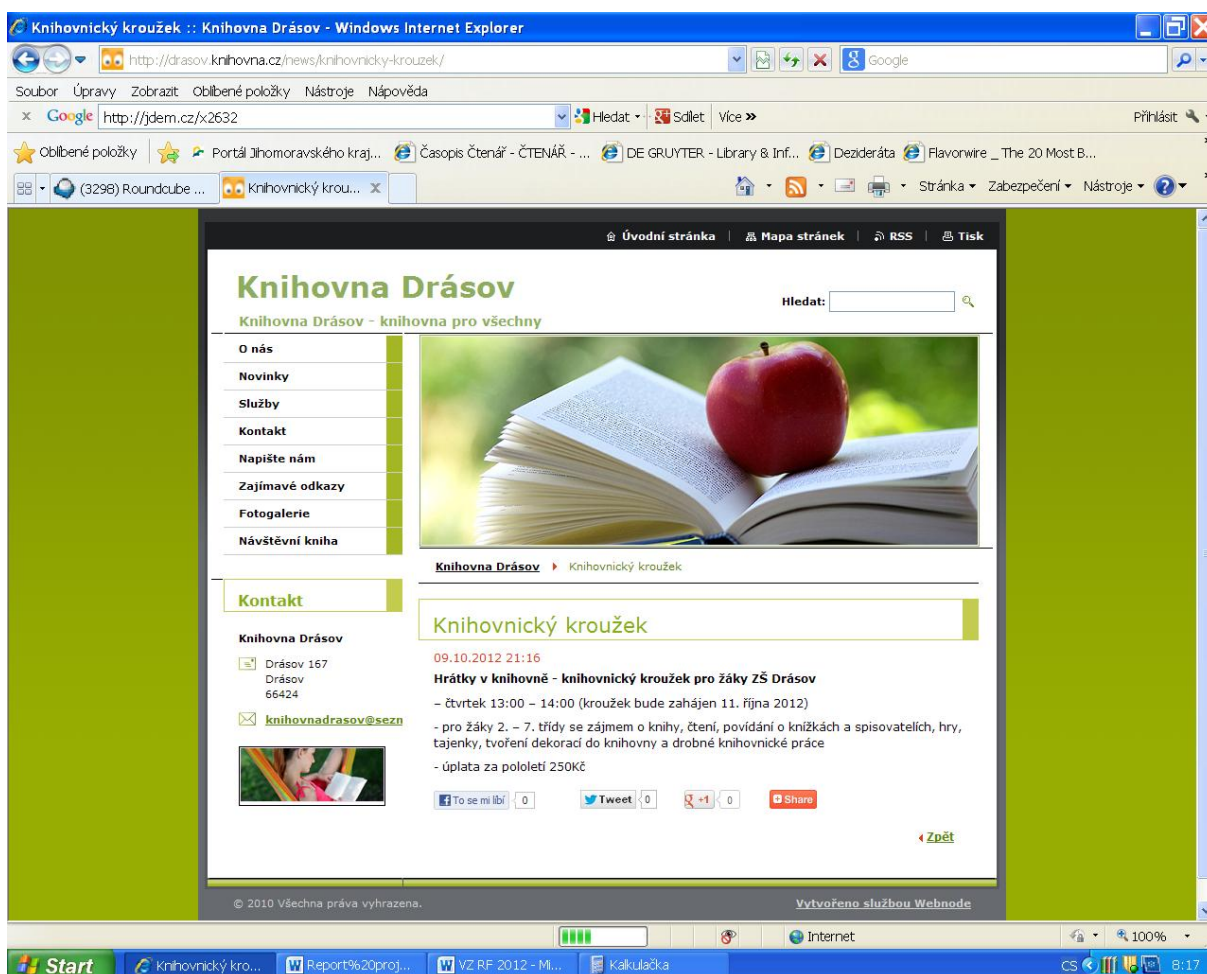 Knihovnický kroužek :: Knihovna Drásov - Windows Internet Explorer
http://drasov.knihovna.cz/news/knihovnicky-krouzek/
Google
Soubor Úpravy Zobrazit Oblíbené položky Nástroje Nápověda
x Google http://jdem.cz/x2632 Hledat Sdílet Více » Přihlásit
Oblíbené položky Portál Jihomoravského kraj... Časopis Čtenář - ČTENÁŘ - ... DE GRUYTER - Library & Inf... Dezideráta Flavorwire _ The 20 Most B...
(3298) Roundcube ... Knihovnický krou... X Stránka Zabezpečení Nástroje
Úvodní stránka | Mapa stránek | RSS | Tisk
Knihovna Drásov
Hledat:
Knihovna Drásov - knihovna pro všechny
O nás
Novinky
Služby
Kontakt
Napište nám
Zajímavé odkazy
Fotogalerie
Návštěvní kniha
Knihovna Drásov Knihovnický kroužek
Kontakt
Knihovna Drásov
Drásov 167
Drásov
66424
knihovnadrasov@sezn
Knihovnický kroužek
09.10.2012 21:16
Hrátky v knihovně - knihovnický kroužek pro žáky ZŠ Drásov
– čtvrtek 13:00 – 14:00 (kroužek bude zahájen 11. října 2012)
- pro žáky 2. – 7. třídy se zájmem o knihy, čtení, povídání o knížkách a spisovatelích, hry,
tajenky, tvoření dekorací do knihovny a drobné knihovnické práce
- úplata za pololetí 250Kč
To se mi líbí 0 Tweet 0 +1 0 Share
Zpět
© 2010 Všechna práva vyhrazena. Vytvořeno službou Webnode
Internet 100%
Start Knihovnický kro... Report%20proj... VZ RF 2012 - Mi... Kalkulačka CS 8:17